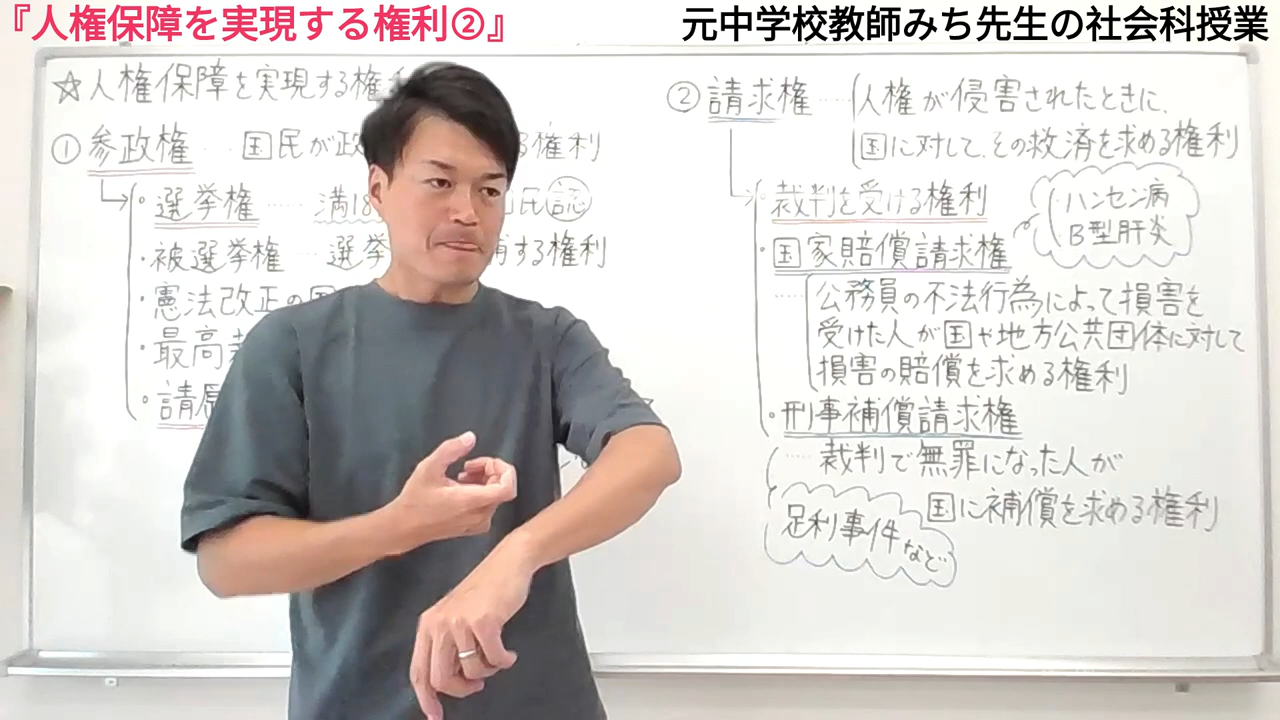 『人権保障を実現する権利②』
元中学校教師みち先生の社会科授業
☆人権保障を実現する権利
①参政権……国民が政 る権利
・選挙権……満18 国民認
・被選挙権……選挙 補する権利
・憲法改正の国
・最高裁
・請願
②請求権……人権が侵害されたときに、
国に対して、その救済を求める権利
・裁判を受ける権利
・国家賠償請求権
ハンセン病
B型肝炎
……公務員の不法行為によって損害を
受けた人が国や地方公共団体に対して
損害の賠償を求める権利
・刑事補償請求権
……裁判で無罪になった人が
国に補償を求める権利
足利事件など